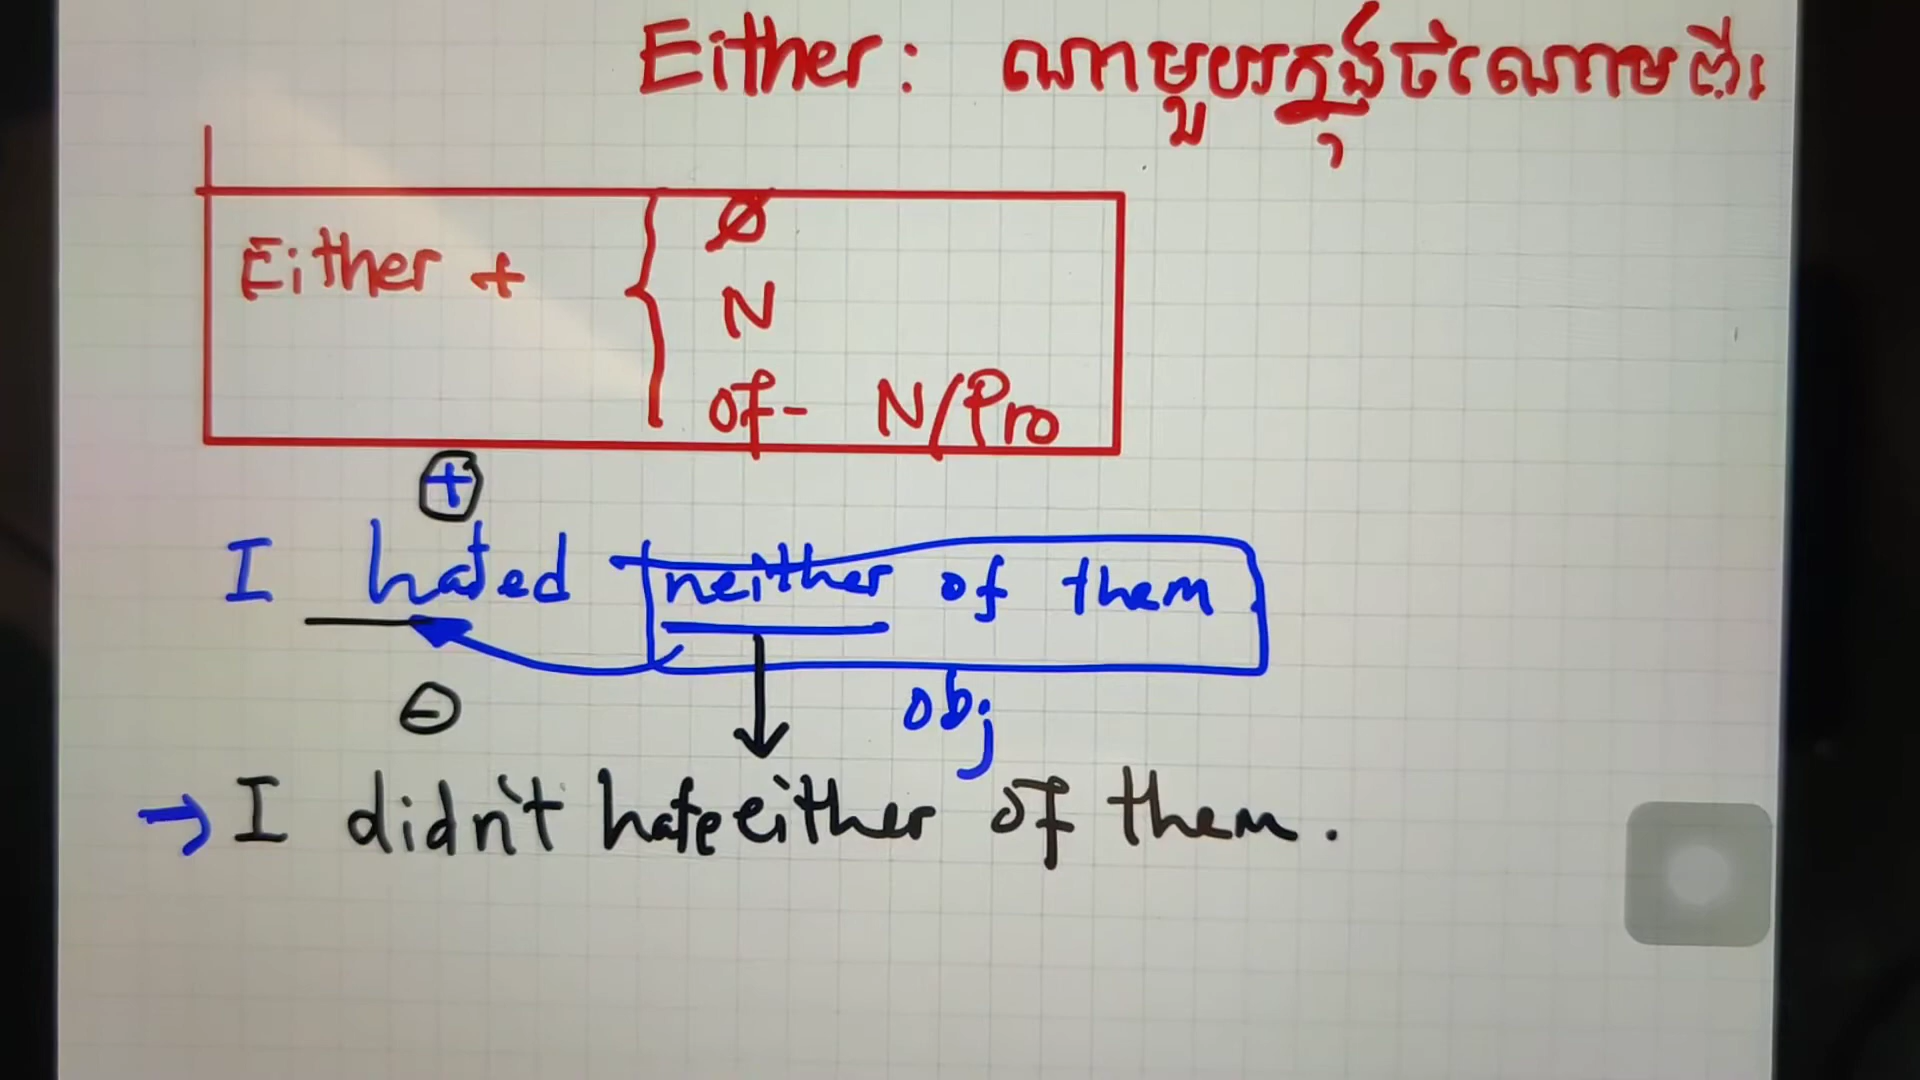 Either: ណាមួយក្នុងចំណោមពីរ
Either + { Ø
N
of- N/Pro
+
I hated neither of them
obj
-
→ I didn't hate either of them.